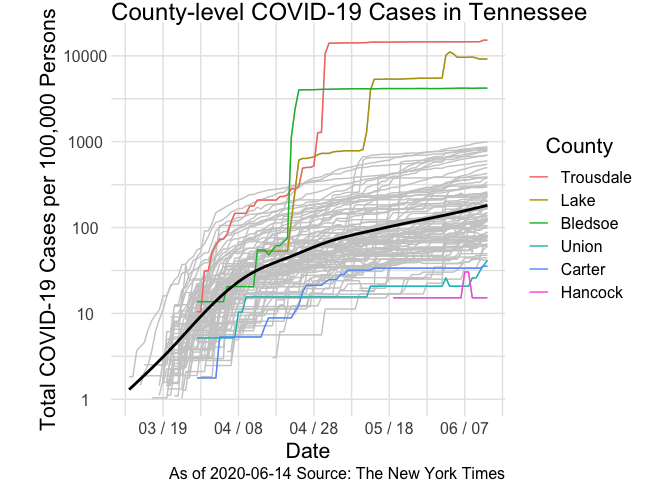 County-level COVID-19 Cases in Tennessee
Total COVID-19 Cases per 100,000 Persons
10000
1000
100
10
1
03 / 19
04 / 08
04 / 28
05 / 18
06 / 07
Date
As of 2020-06-14 Source: The New York Times
County
Trousdale
Lake
Bledsoe
Union
Carter
Hancock